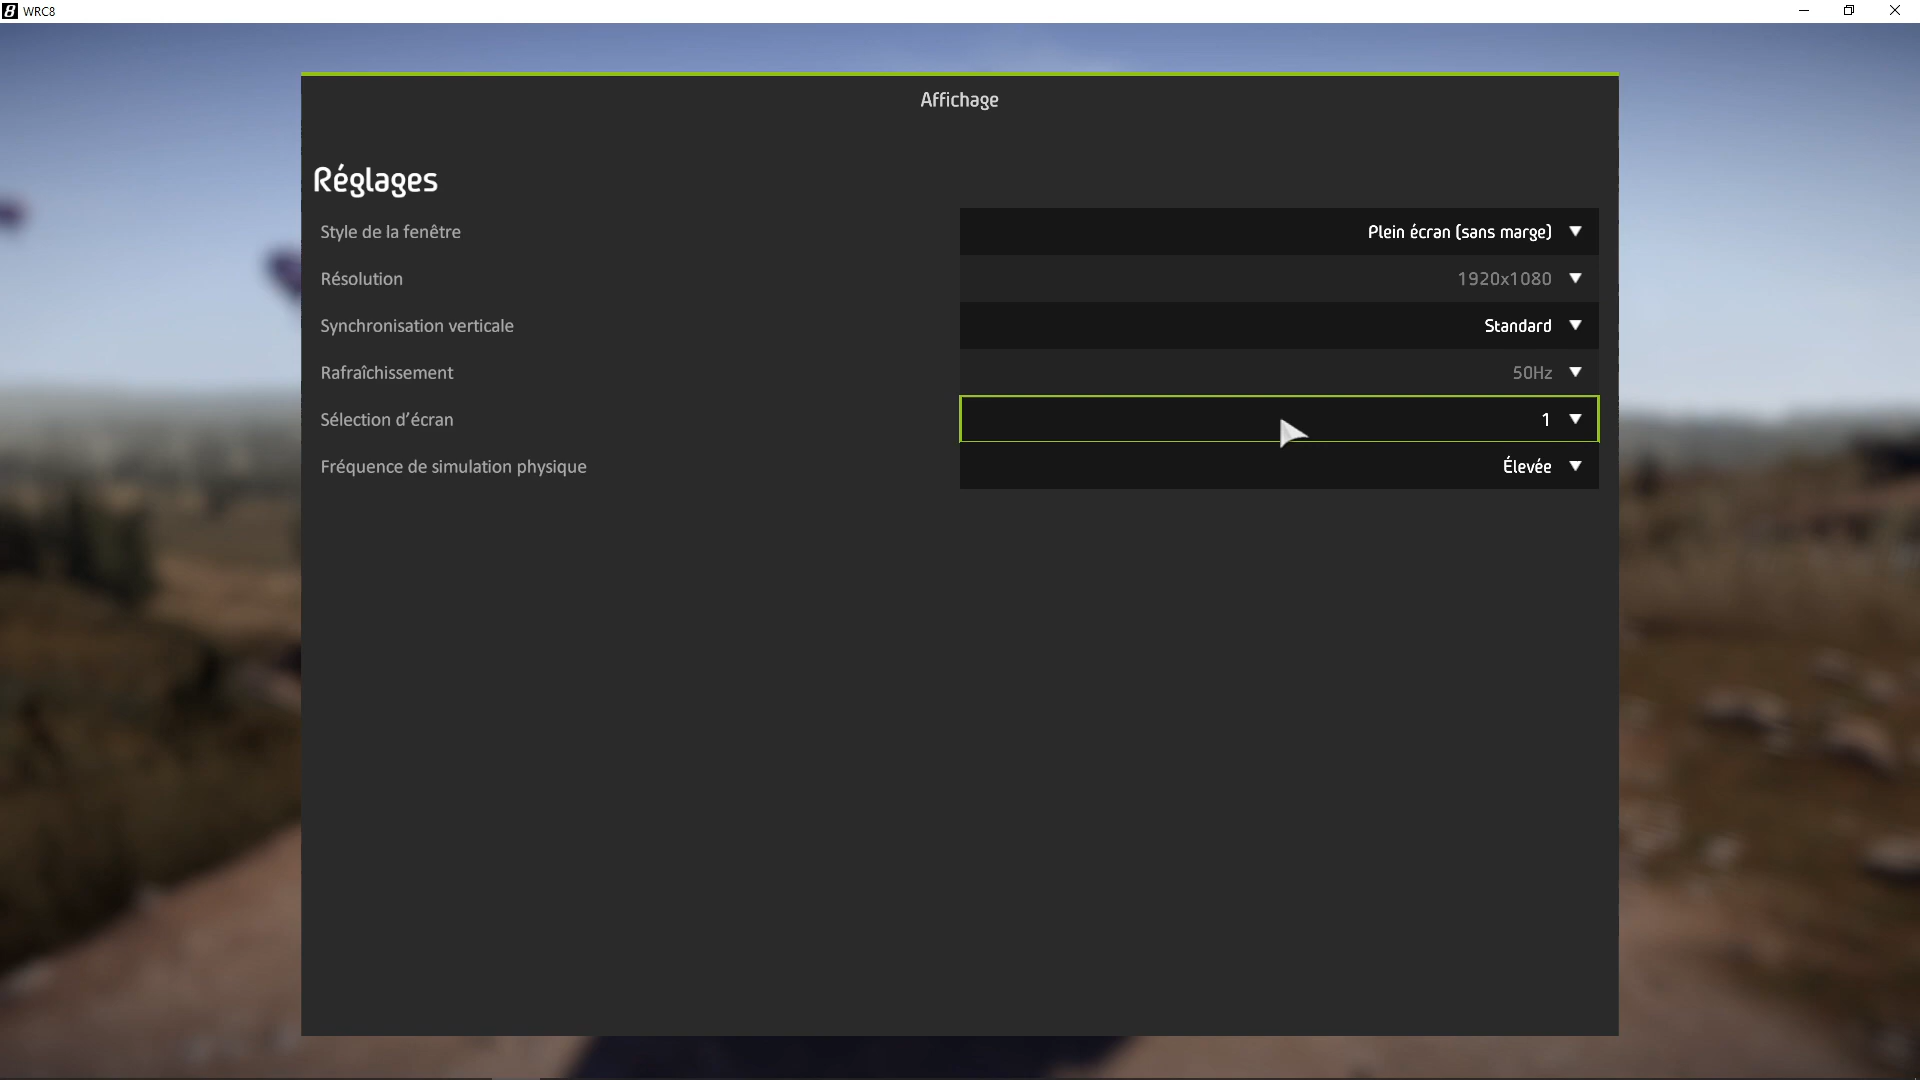 8 WRC8
Affichage
Réglages
Style de la fenêtre
Plein écran (sans marge)
Résolution
1920x1080
Synchronisation verticale
Standard
Rafraîchissement
50Hz
Sélection d’écran
1
Fréquence de simulation physique
Élevée